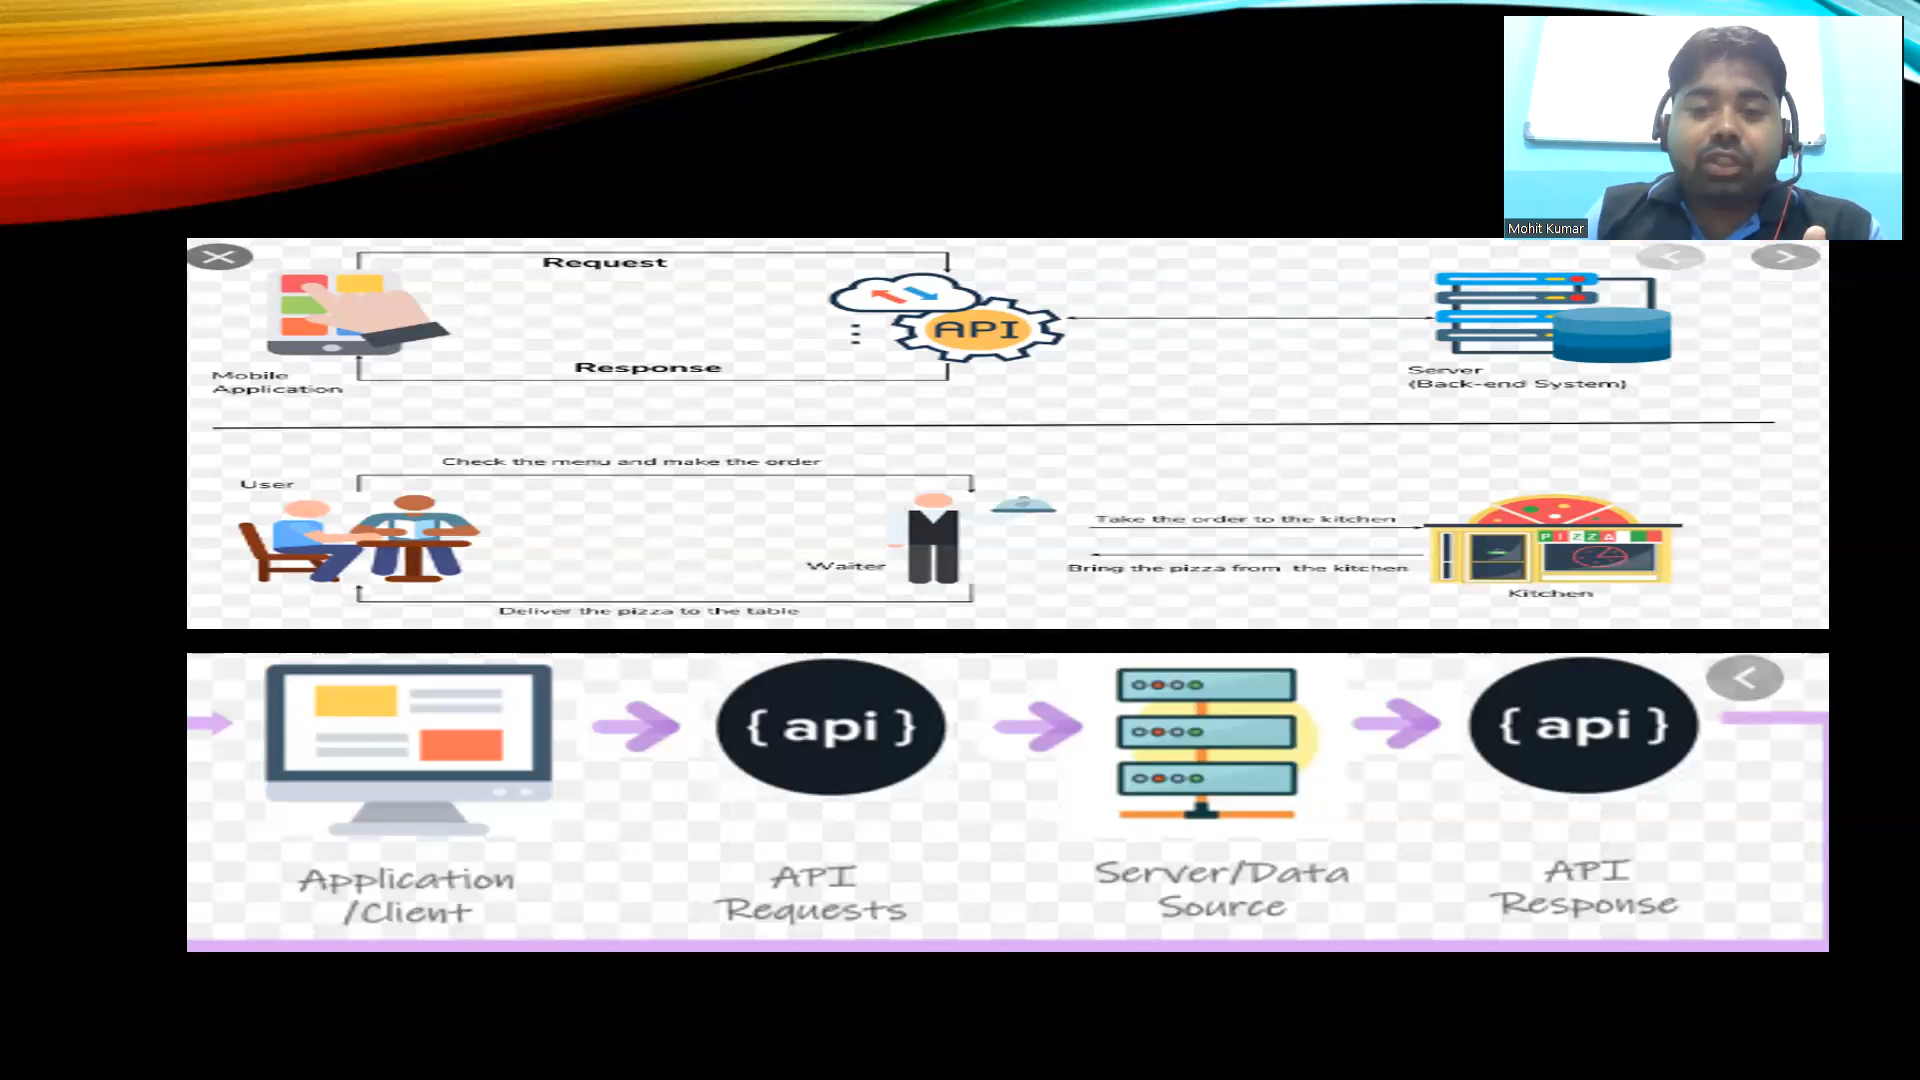 Mohit Kumar
Request
API
Response
Mobile
Application
Server
(Back-end System)
Check the menu and make the order
User
Take the order to the kitchen
PIZZA
Waiter
Bring the pizza from the kitchen
Kitchen
Deliver the pizza to the table
{ api }
{ api }
Application
/Client
API
Requests
Server/Data
Source
API
Response